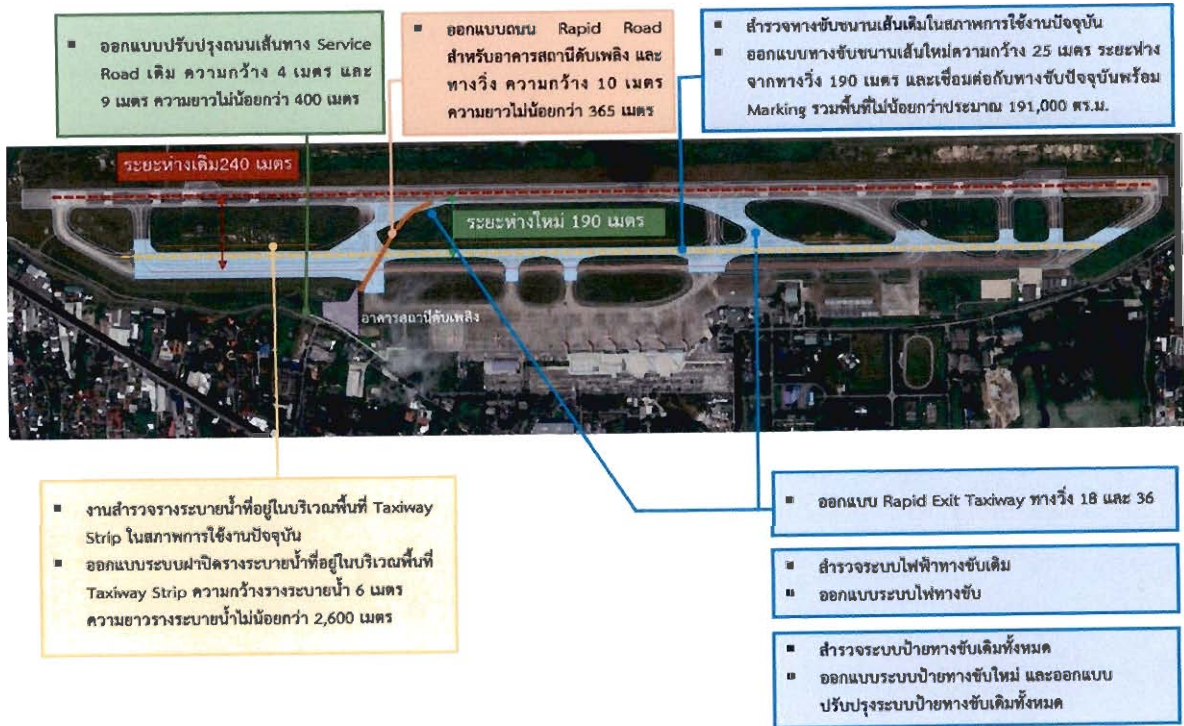 ▪ ออกแบบปรับปรุงถนนเส้นทาง Service
Road เดิม ความกว้าง 4 เมตร และ
9 เมตร ความยาวไม่น้อยกว่า 400 เมตร
▪ ออกแบบถนน Rapid Road
สำหรับอาคารสถานีดับเพลิง และ
ทางวิ่ง ความกว้าง 10 เมตร
ความยาวไม่น้อยกว่า 365 เมตร
▪ สำรวจทางขับขนานเส้นเดิมในสภาพการใช้งานปัจจุบัน
▪ ออกแบบทางขับขนานเส้นใหม่ความกว้าง 25 เมตร ระยะห่าง
จากทางวิ่ง 190 เมตร และเชื่อมต่อกับทางขับปัจจุบันพร้อม
Marking รวมพื้นที่ไม่น้อยกว่าประมาณ 191,000 ตร.ม.
ระยะห่างเดิม240 เมตร
ระยะห่างใหม่ 190 เมตร
อาคารสถานีดับเพลิง
▪ งานสำรวจรางระบายน้ำที่อยู่ในบริเวณพื้นที่ Taxiway
Strip ในสภาพการใช้งานปัจจุบัน
▪ ออกแบบระบบฝาปิดรางระบายน้ำที่อยู่ในบริเวณพื้นที่
Taxiway Strip ความกว้างรางระบายน้ำ 6 เมตร
ความยาวรางระบายน้ำไม่น้อยกว่า 2,600 เมตร
▪ ออกแบบ Rapid Exit Taxiway ทางวิ่ง 18 และ 36
▪ สำรวจระบบไฟฟ้าทางขับเดิม
▪ ออกแบบระบบไฟทางขับ
▪ สำรวจระบบป้ายทางขับเดิมทั้งหมด
▪ ออกแบบระบบป้ายทางขับใหม่ และออกแบบ
ปรับปรุงระบบป้ายทางขับเดิมทั้งหมด